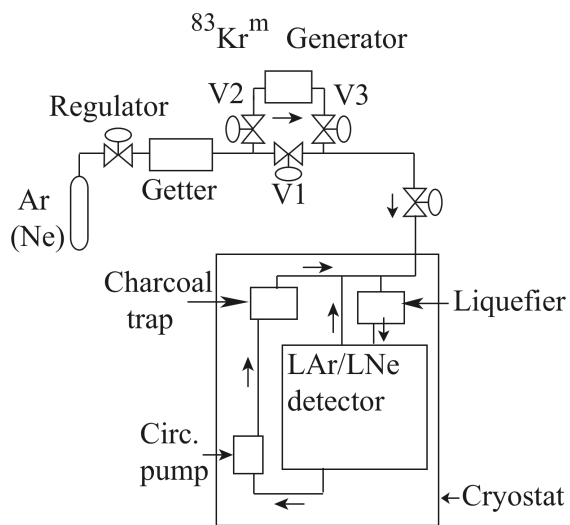 ⁸³Krᵐ Generator
V2
V3
Regulator
Getter
V1
Ar
(Ne)
Charcoal
trap
Liquefier
LAr/LNe
detector
Circ.
pump
Cryostat